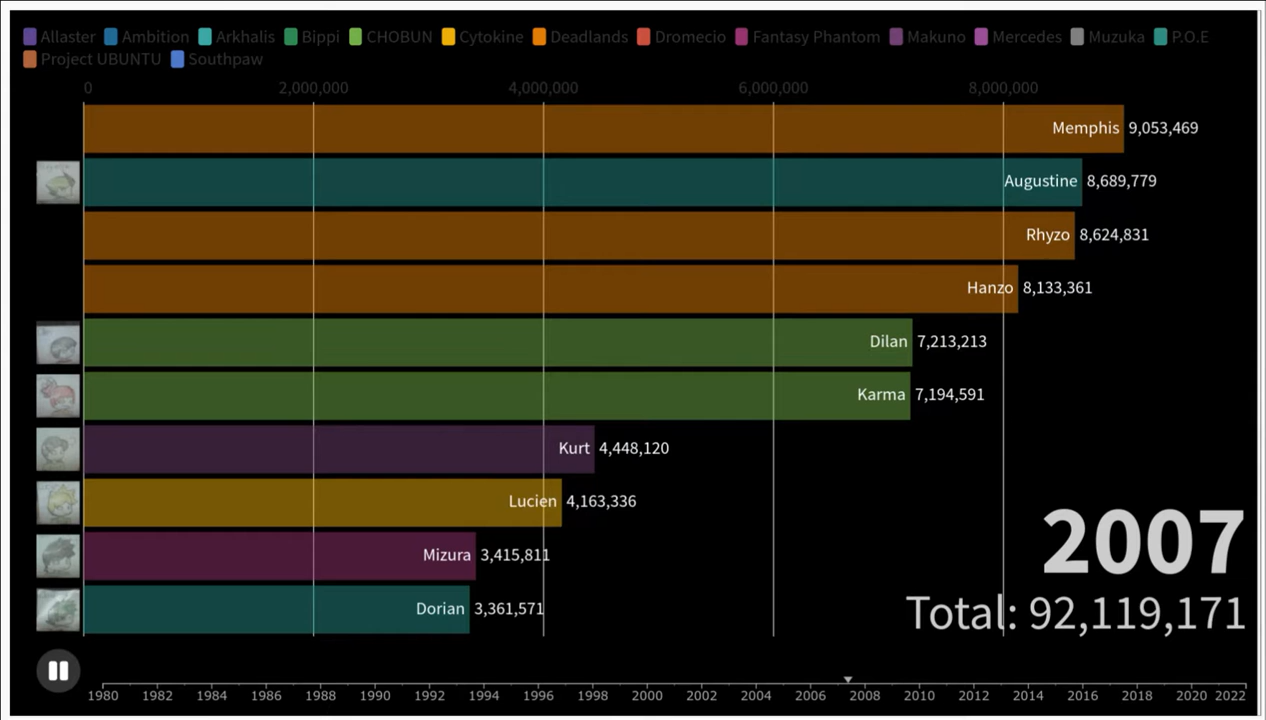 Allaster Ambition Arkhalis Bippi CHOBUN Cytokine Deadlands Dromecio Fantasy Phantom Makuno Mercedes Muzuka P.O.E
Project UBUNTU Southpaw
0 2,000,000 4,000,000 6,000,000 8,000,000
Memphis 9,053,469
Augustine 8,689,779
Rhyzo 8,624,831
Hanzo 8,133,361
Dilan 7,213,213
Karma 7,194,591
Kurt 4,448,120
Lucien 4,163,336
Mizura 3,415,811
Dorian 3,361,571
2007
Total: 92,119,171
1980 1982 1984 1986 1988 1990 1992 1994 1996 1998 2000 2002 2004 2006 2008 2010 2012 2014 2016 2018 2020 2022